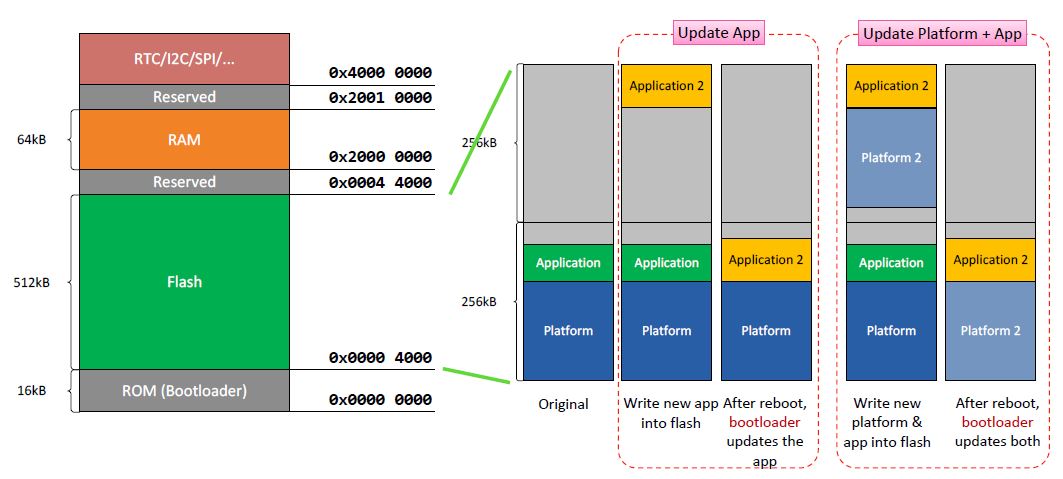 Update App
Update Platform + App
RTC/I2C/SPI/...
0x4000 0000
Reserved
0x2001 0000
64kB
RAM
0x2000 0000
Reserved
0x0004 4000
512kB
Flash
0x0000 4000
16kB
ROM (Bootloader)
0x0000 0000
256kB
256kB
Application
Platform
Original
Application 2
Application
Platform
Write new app
into flash
Application 2
Platform
After reboot,
bootloader
updates the
app
Application 2
Platform 2
Application
Platform
Write new
platform &
app into flash
Application 2
Platform 2
After reboot,
bootloader
updates both